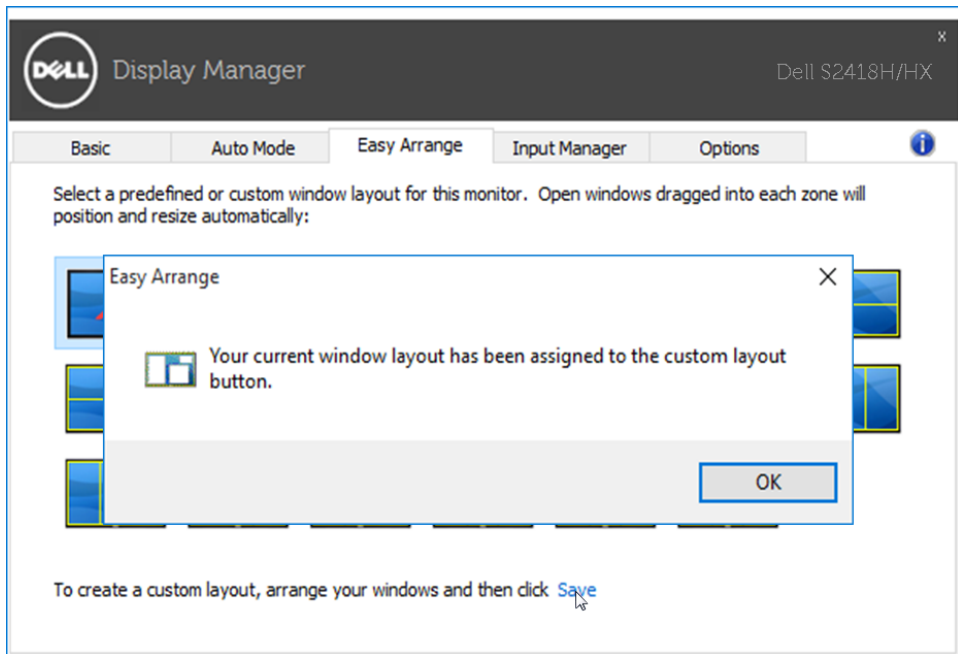 x
DELL
Display Manager
Dell S2418H/HX
Basic
Auto Mode
Easy Arrange
Input Manager
Options
i
Select a predefined or custom window layout for this monitor. Open windows dragged into each zone will
position and resize automatically:
Easy Arrange
Your current window layout has been assigned to the custom layout
button.
OK
To create a custom layout, arrange your windows and then click Save